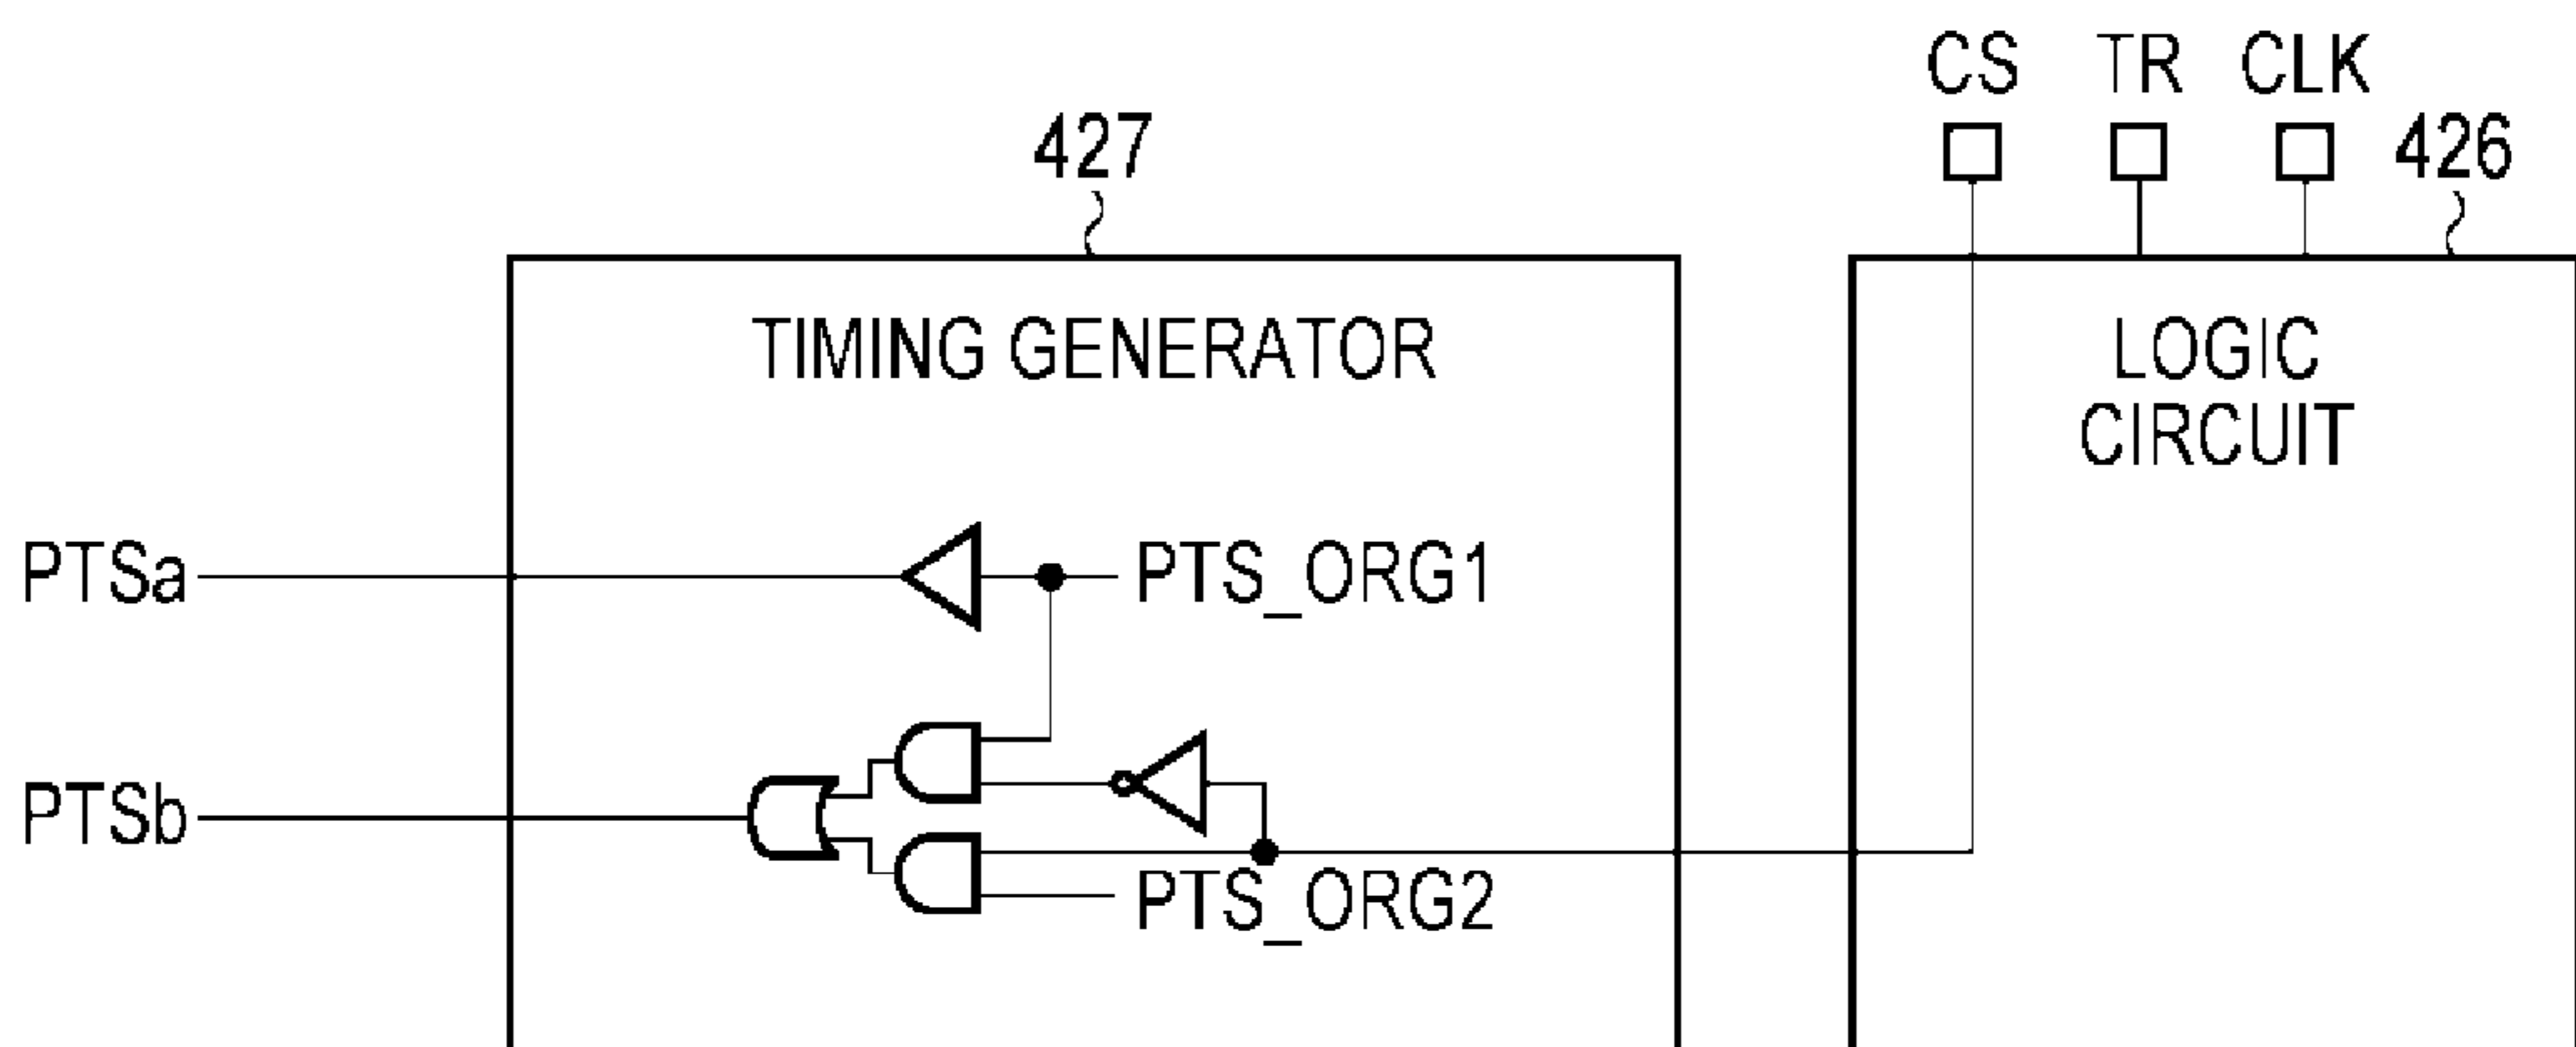 CS TR CLK
427 426
TIMING GENERATOR
LOGIC
CIRCUIT
PTSa
PTS_ORG1
PTSb
PTS_ORG2